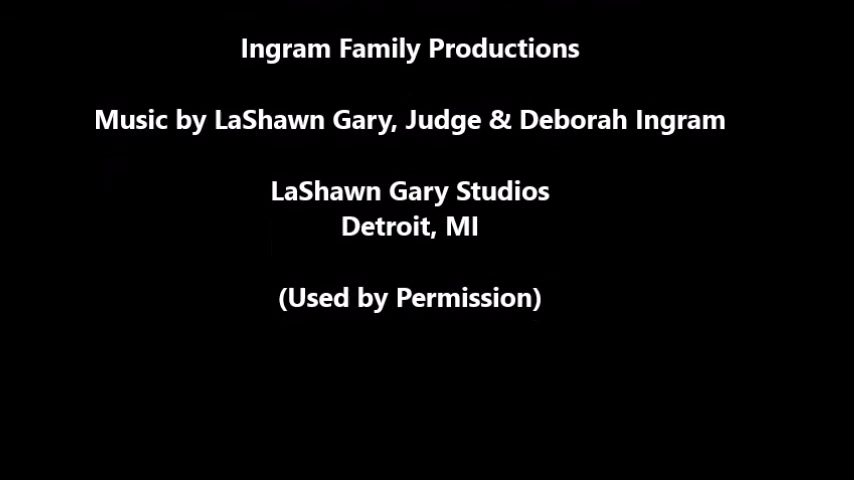 Ingram Family Productions
Music by LaShawn Gary, Judge & Deborah Ingram
LaShawn Gary Studios
Detroit, MI
(Used by Permission)